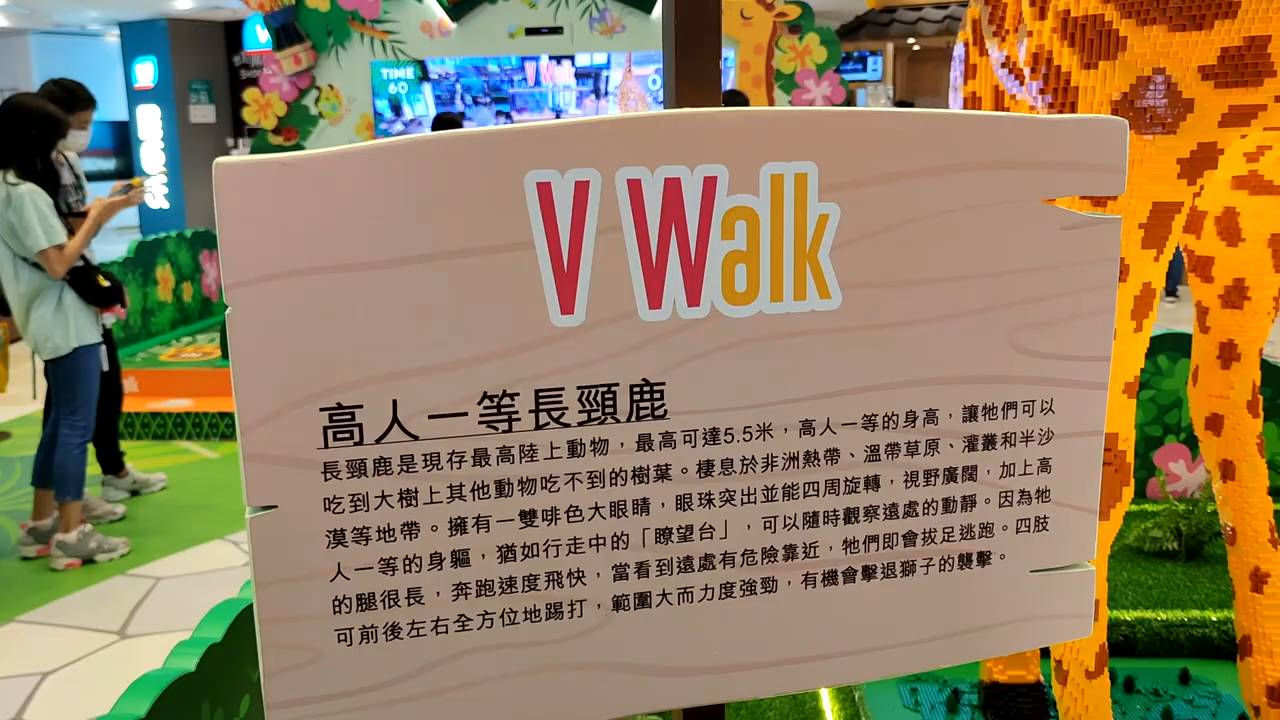 TIME
60
V Walk
V Walk
高人一等長頸鹿
長頸鹿是現存最高陸上動物，最高可達5.5米，高人一等的身高，讓牠們可以
吃到大樹上其他動物吃不到的樹葉。棲息於非洲熱帶、溫帶草原、灌叢和半沙
漠等地帶。擁有一雙啡色大眼睛，眼珠突出並能四周旋轉，視野廣闊，加上高
人一等的身軀，猶如行走中的「瞭望台」，可以隨時觀察遠處的動靜。因為牠
的腿很長，奔跑速度飛快，當看到遠處有危險靠近，牠們即會拔足逃跑。四肢
可前後左右全方位地踢打，範圍大而力度強勁，有機會擊退獅子的襲擊。